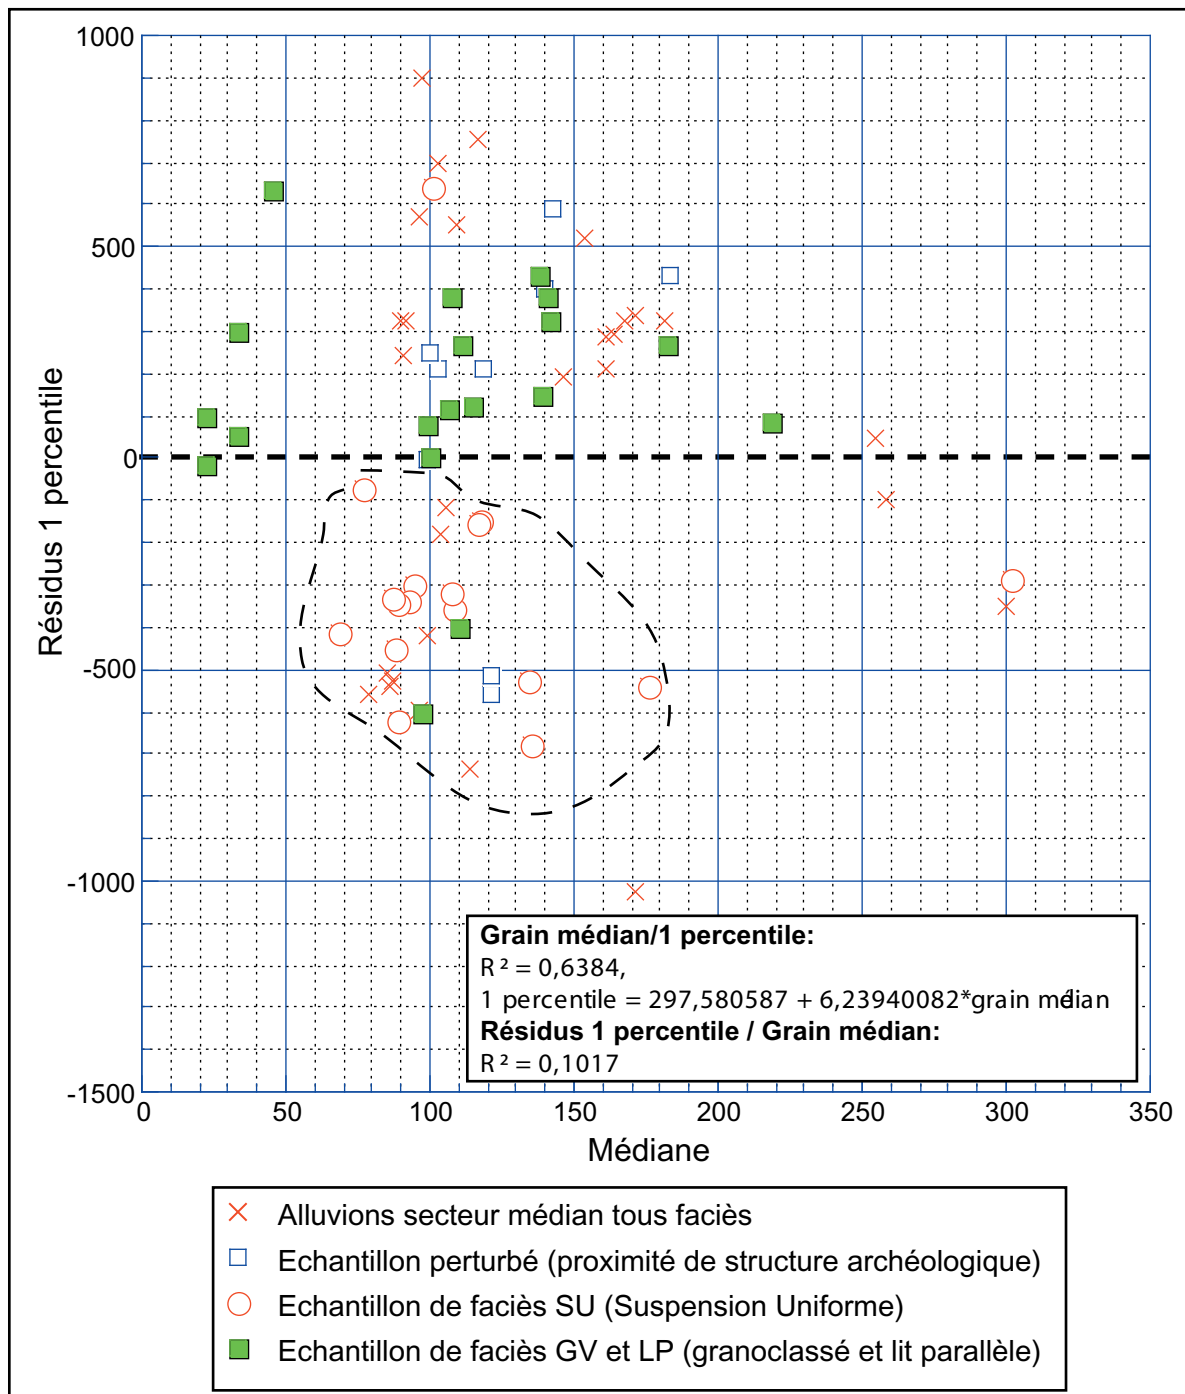 1000
500
0
-500
-1000
-1500
Résidus 1 percentile
0 50 100 150 200 250 300 350
Médiane
Grain médian/1 percentile:
R² = 0,6384,
1 percentile = 297,580587 + 6,23940082*grain médian
Résidus 1 percentile / Grain médian:
R² = 0,1017
Alluvions secteur médian tous faciès
Echantillon perturbé (proximité de structure archéologique)
Echantillon de faciès SU (Suspension Uniforme)
Echantillon de faciès GV et LP (granoclassé et lit parallèle)